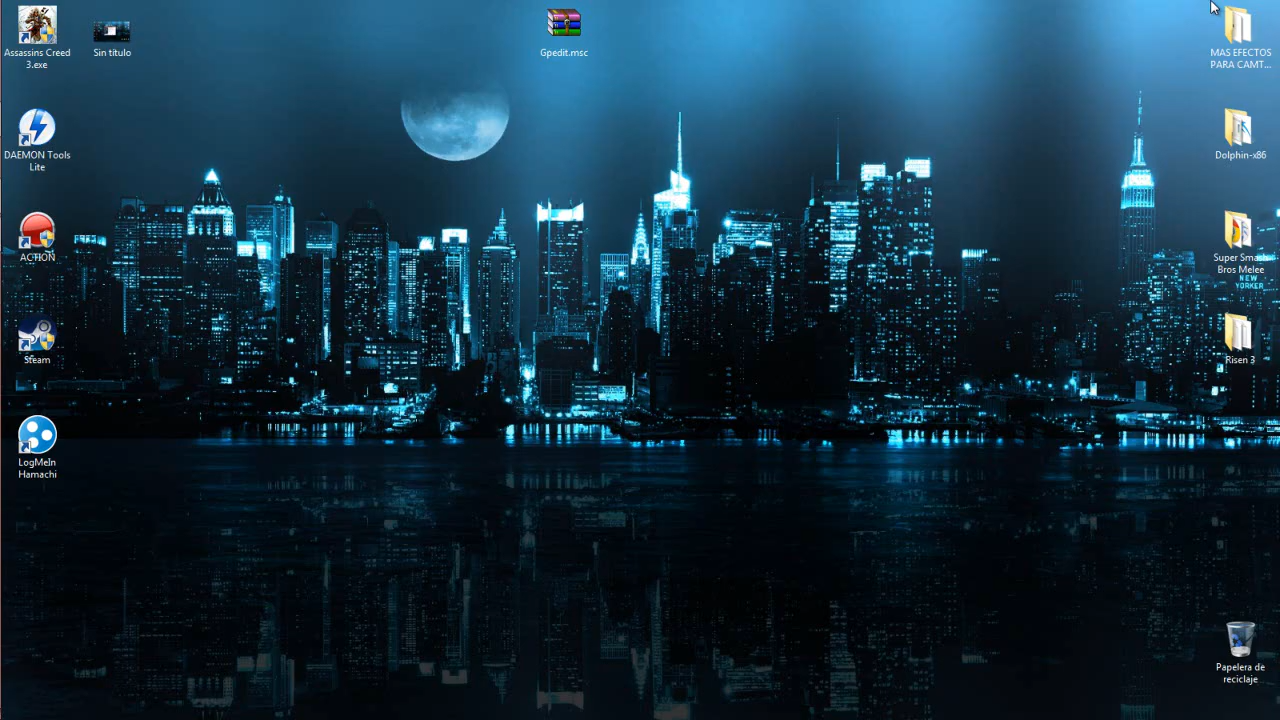 Assassins Creed
3.exe
Sin título
Gpedit.msc
MAS EFECTOS
PARA CAMT...
DAEMON Tools
Lite
Dolphin-x86
ACTION
Super Smash
Bros Melee
NEW
YORKER
Steam
Risen 3
LogMeIn
Hamachi
Papelera de
reciclaje